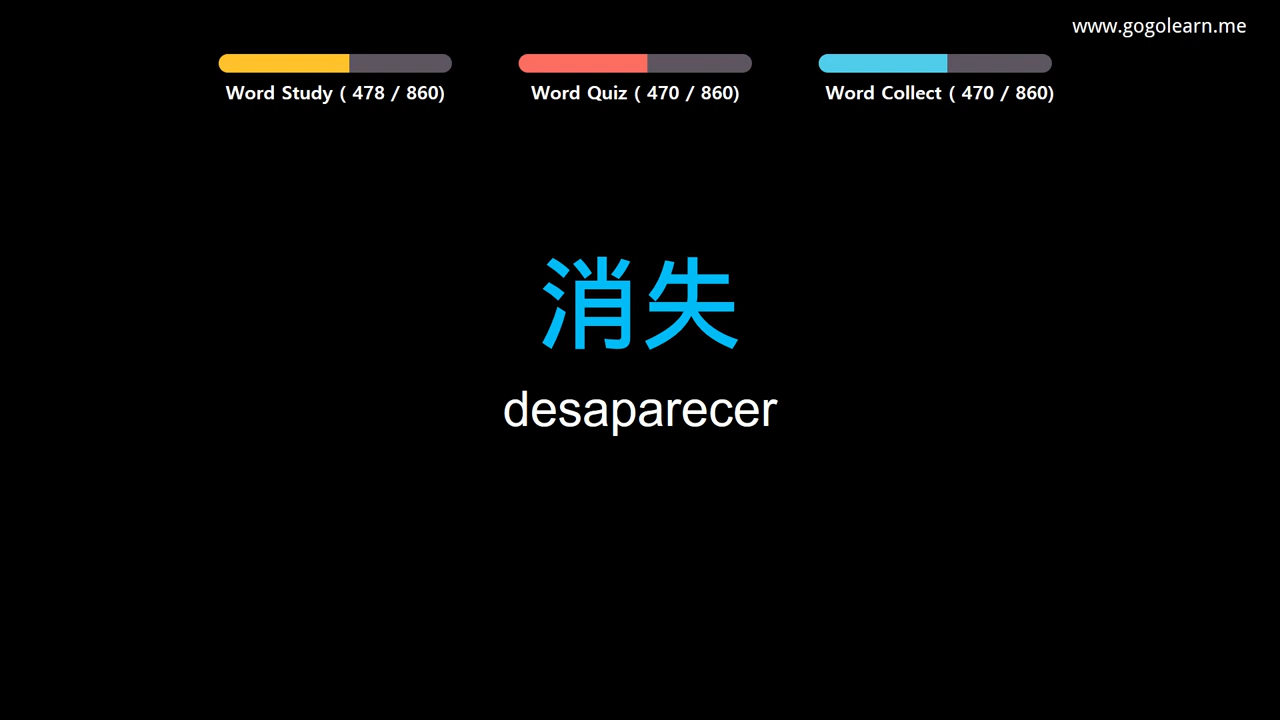 www.gogolearn.me
Word Study ( 478 / 860)
Word Quiz ( 470 / 860)
Word Collect ( 470 / 860)
消失
desaparecer